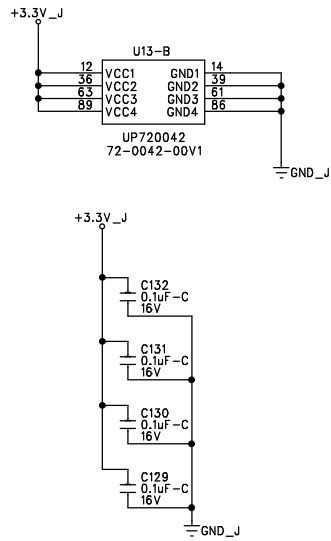 +3.3V_J
U13-B
12 VCC1 GND1 14
36 VCC2 GND2 39
63 VCC3 GND3 61
89 VCC4 GND4 86
UP720042
72-0042-00V1
GND_J
+3.3V_J
C132
0.1uF-C
16V
C131
0.1uF-C
16V
C130
0.1uF-C
16V
C129
0.1uF-C
16V
GND_J